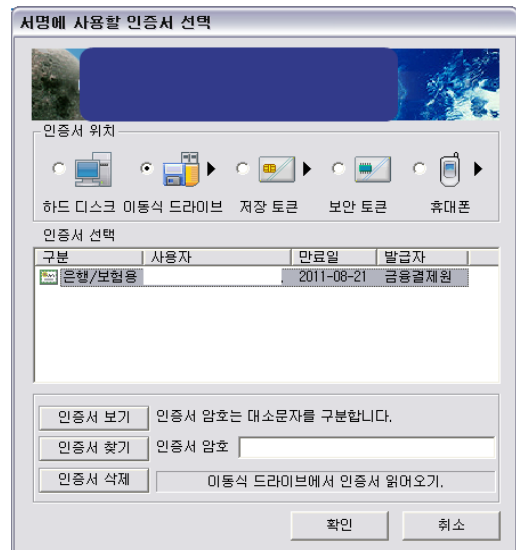 서명에 사용할 인증서 선택
인증서 위치
하드 디스크 이동식 드라이브 저장 토큰 보안 토큰 휴대폰
인증서 선택
구분 사용자 만료일 발급자
은행/보험용 2011-08-21 금융결제원
인증서 보기 인증서 암호는 대소문자를 구분합니다.
인증서 찾기 인증서 암호
인증서 삭제 이동식 드라이브에서 인증서 읽어오기.
확인 취소